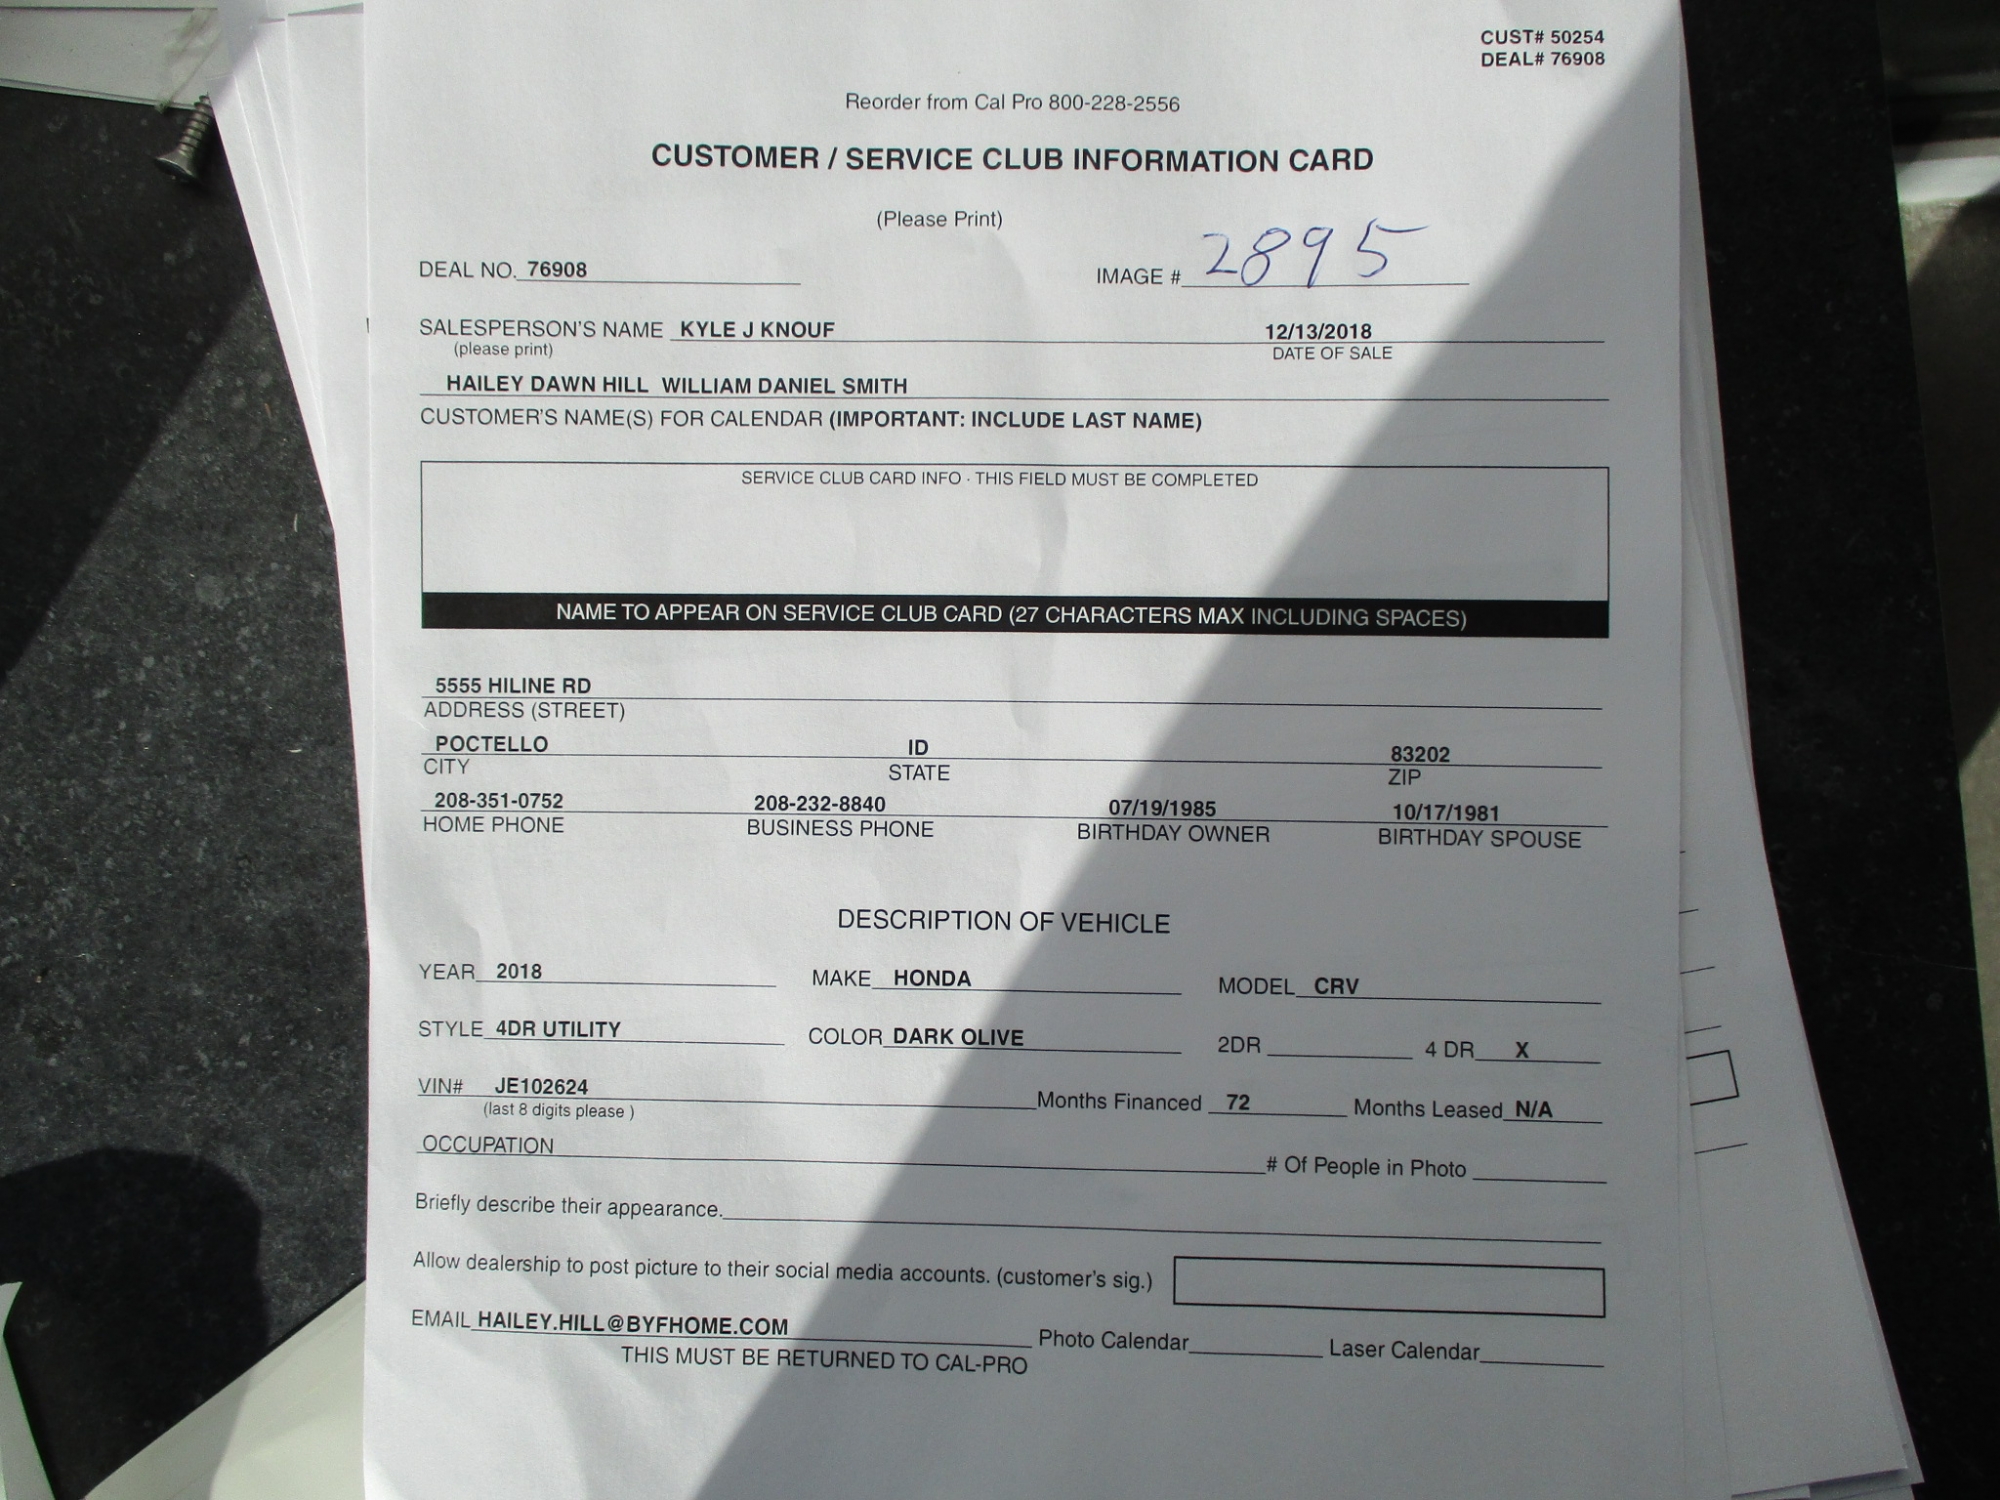 CUST# 50254
DEAL# 76908
Reorder from Cal Pro 800-228-2556
CUSTOMER / SERVICE CLUB INFORMATION CARD
(Please Print)
DEAL NO. 76908 IMAGE # 2895
SALESPERSON'S NAME KYLE J KNOUF 12/13/2018
(please print) DATE OF SALE
HAILEY DAWN HILL WILLIAM DANIEL SMITH
CUSTOMER'S NAME(S) FOR CALENDAR (IMPORTANT: INCLUDE LAST NAME)
SERVICE CLUB CARD INFO · THIS FIELD MUST BE COMPLETED
NAME TO APPEAR ON SERVICE CLUB CARD (27 CHARACTERS MAX INCLUDING SPACES)
5555 HILINE RD
ADDRESS (STREET)
POCTELLO ID 83202
CITY STATE ZIP
208-351-0752 208-232-8840 07/19/1985 10/17/1981
HOME PHONE BUSINESS PHONE BIRTHDAY OWNER BIRTHDAY SPOUSE
DESCRIPTION OF VEHICLE
YEAR 2018 MAKE HONDA MODEL CRV
STYLE 4DR UTILITY COLOR DARK OLIVE 2DR 4 DR X
VIN# JE102624 Months Financed 72 Months Leased N/A
(last 8 digits please )
OCCUPATION # Of People in Photo
Briefly describe their appearance.
Allow dealership to post picture to their social media accounts. (customer's sig.)
EMAIL HAILEY.HILL@BYFHOME.COM Photo Calendar Laser Calendar
THIS MUST BE RETURNED TO CAL-PRO